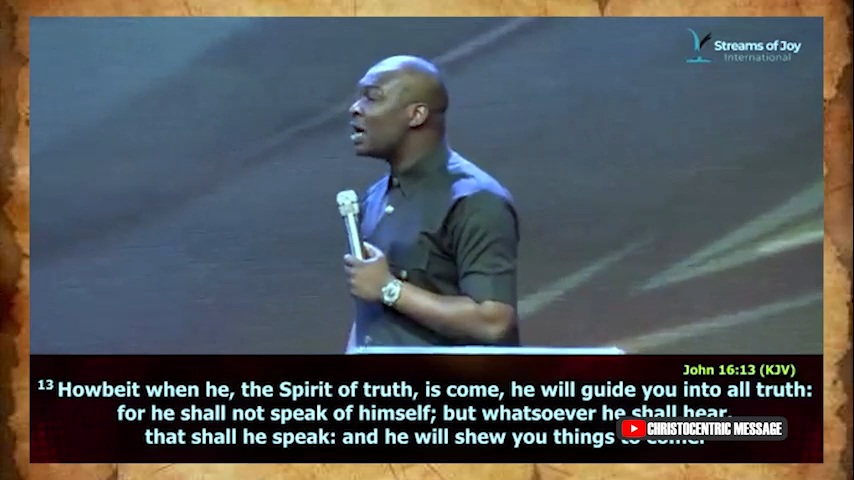 Streams of Joy
International
John 16:13 (KJV)
13 Howbeit when he, the Spirit of truth, is come, he will guide you into all truth:
for he shall not speak of himself; but whatsoever he shall hear,
that shall he speak: and he will shew you things to come.
CHRISTOCENTRIC MESSAGE